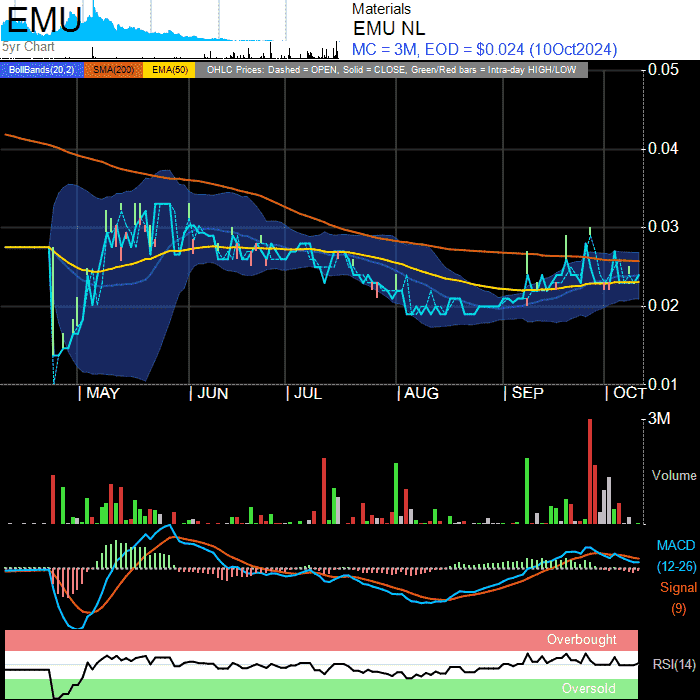 EMU
5yr Chart
Materials
EMU NL
MC = 3M, EOD = $0.024 (10Oct2024)
BollBands(20,2) SMA(200) EMA(50) OHLC Prices: Dashed = OPEN, Solid = CLOSE, Green/Red bars = Intra-day HIGH/LOW
0.05
0.04
0.03
0.02
0.01
MAY JUN JUL AUG SEP OCT
3M
Volume
MACD
(12-26)
Signal
(9)
Overbought
RSI(14)
Oversold